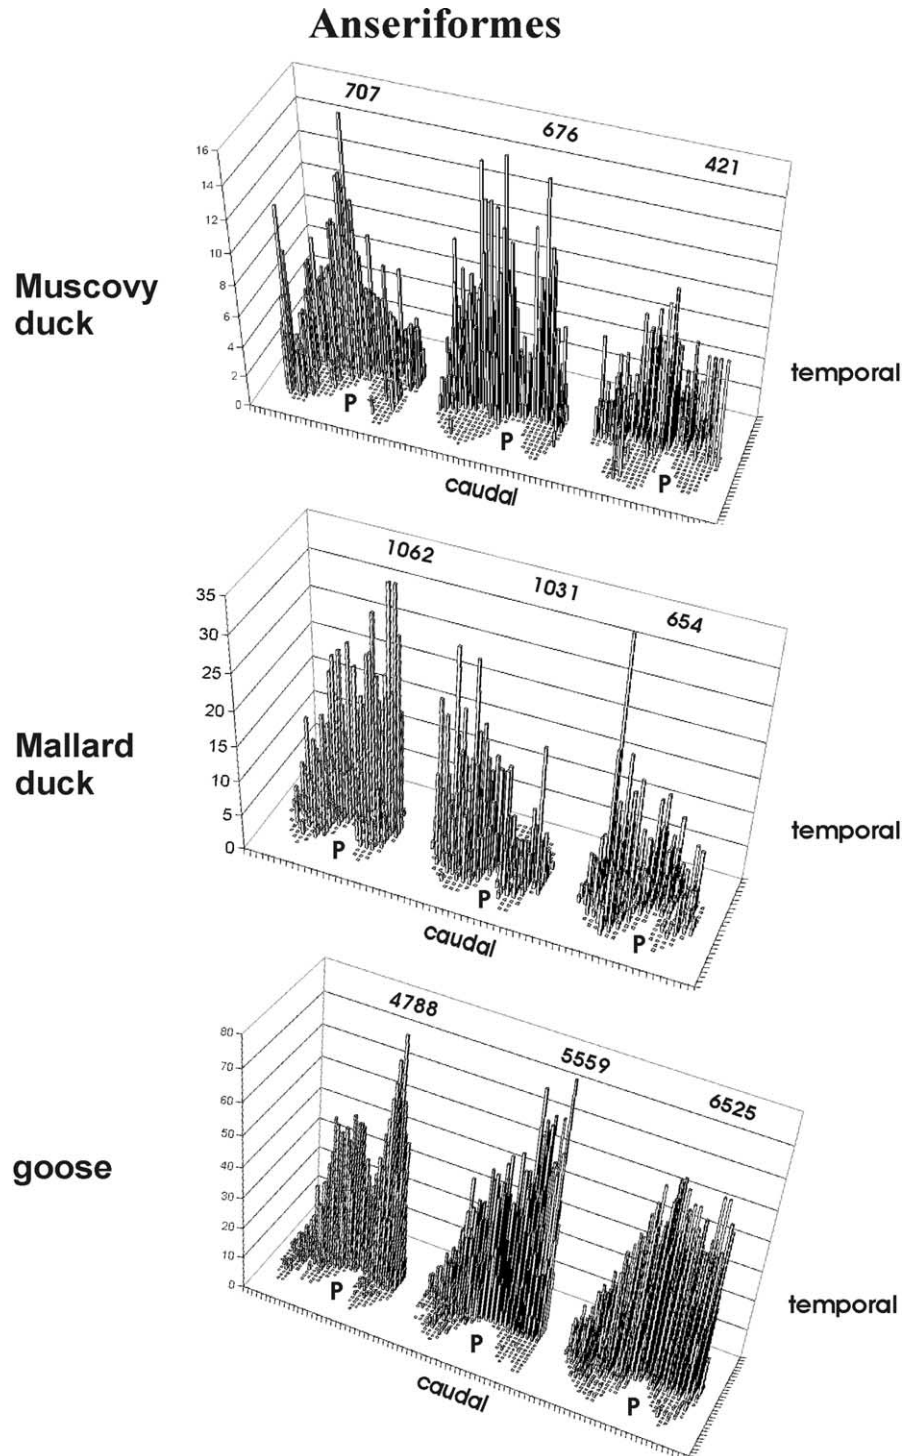 Anseriformes
707
676
421
16
14
12
10
8
6
4
2
0
Muscovy
duck
P
P
P
temporal
caudal
1062
1031
654
35
30
25
20
15
10
5
0
Mallard
duck
P
P
P
temporal
caudal
4788
5559
6525
80
70
60
50
40
30
20
10
0
goose
P
P
P
temporal
caudal